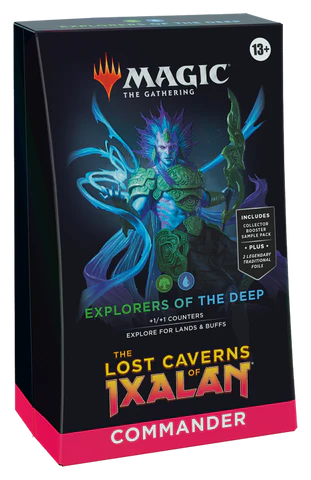 13+
MAGIC
THE GATHERING
INCLUDES
COLLECTOR
BOOSTER
SAMPLE PACK
• PLUS •
2 LEGENDARY
TRADITIONAL
FOILS
EXPLORERS OF THE DEEP
+1/+1 COUNTERS
EXPLORE FOR LANDS & BUFFS
THE
LOST CAVERNS
OF
IXALAN
COMMANDER